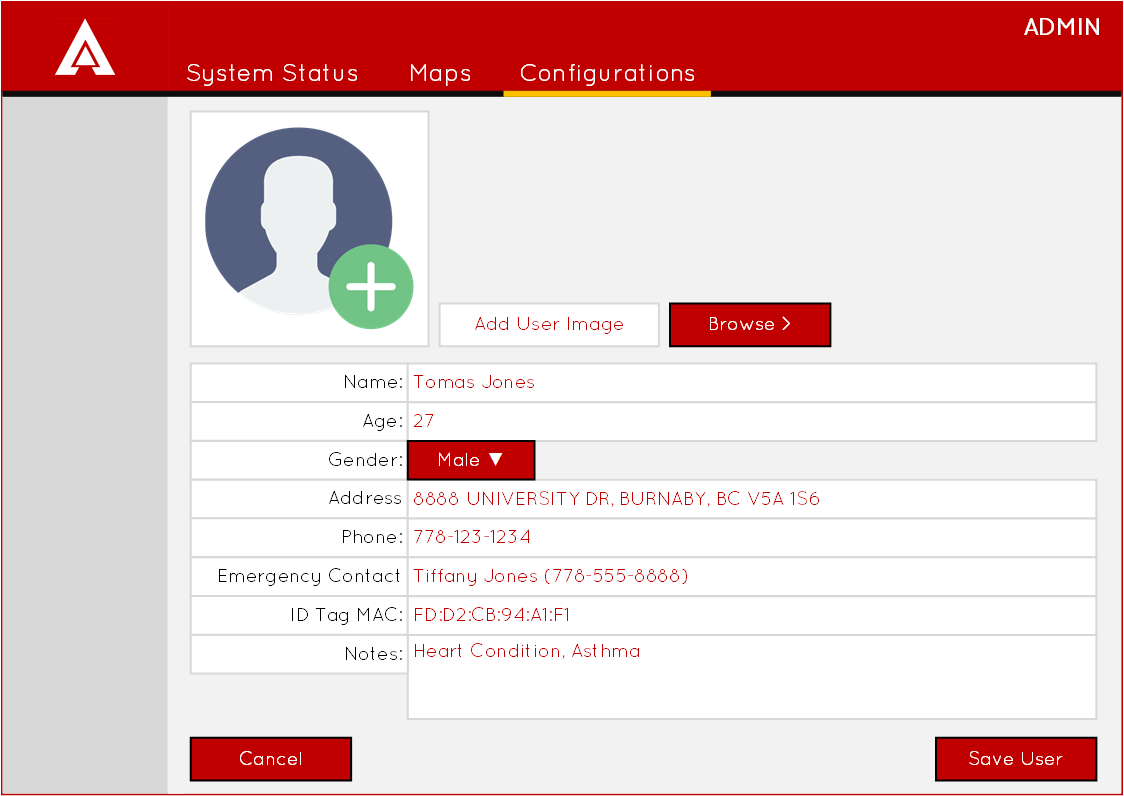 ADMIN
System Status Maps Configurations
Add User Image Browse >
Name: Tomas Jones
Age: 27
Gender: Male ▼
Address 8888 UNIVERSITY DR, BURNABY, BC V5A 1S6
Phone: 778-123-1234
Emergency Contact Tiffany Jones (778-555-8888)
ID Tag MAC: FD:D2:CB:94:A1:F1
Notes: Heart Condition, Asthma
Cancel Save User